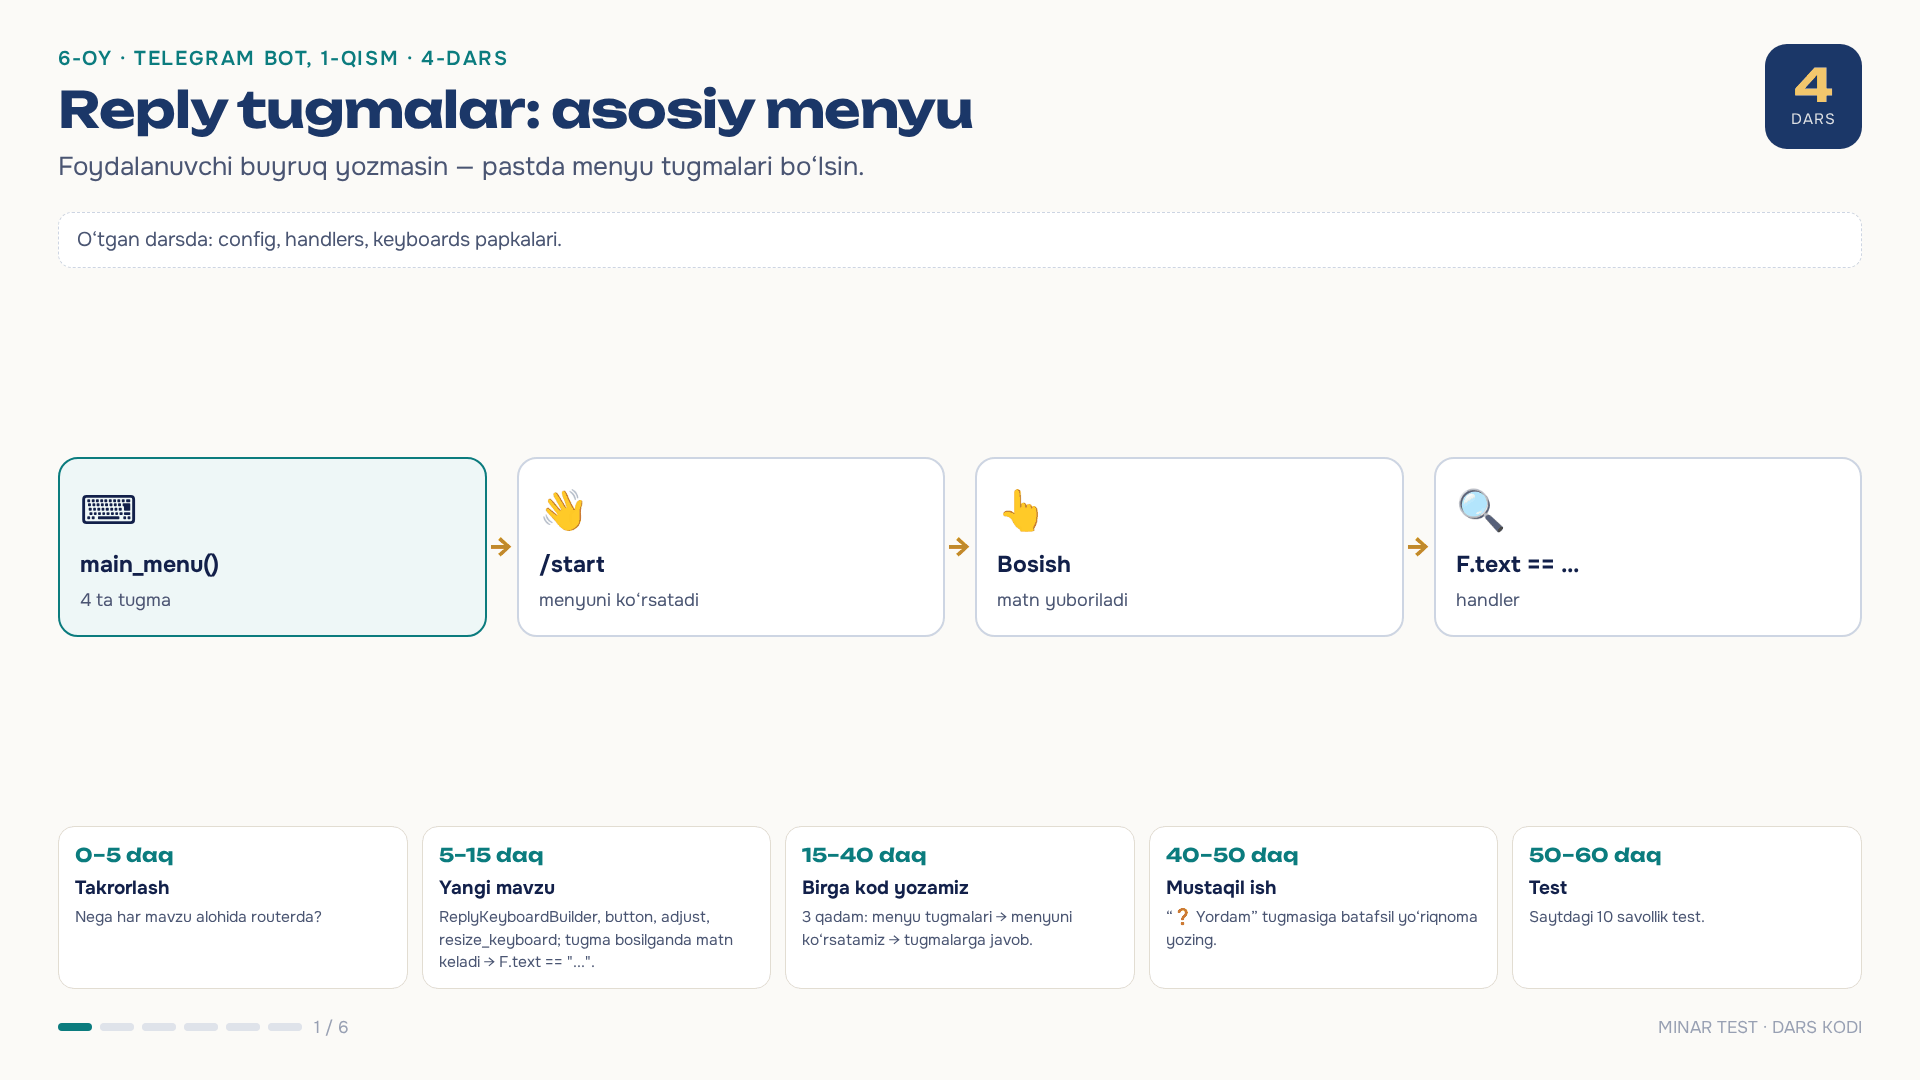 6-OY · TELEGRAM BOT, 1-QISM · 4-DARS
Reply tugmalar: asosiy menyu
Foydalanuvchi buyruq yozmasin — pastda menyu tugmalari bo‘lsin.
4
DARS
O‘tgan darsda: config, handlers, keyboards papkalari.
main_menu()
4 ta tugma
→
/start
menyuni ko‘rsatadi
→
Bosish
matn yuboriladi
→
F.text == ...
handler
0–5 daq
Takrorlash
Nega har mavzu alohida routerda?
5–15 daq
Yangi mavzu
ReplyKeyboardBuilder, button, adjust,
resize_keyboard; tugma bosilganda matn
keladi → F.text == "...".
15–40 daq
Birga kod yozamiz
3 qadam: menyu tugmalari → menyuni
ko‘rsatamiz → tugmalarga javob.
40–50 daq
Mustaqil ish
“❓ Yordam” tugmasiga batafsil yo‘riqnoma
yozing.
50–60 daq
Test
Saytdagi 10 savollik test.
1 / 6
MINAR TEST · DARS KODI